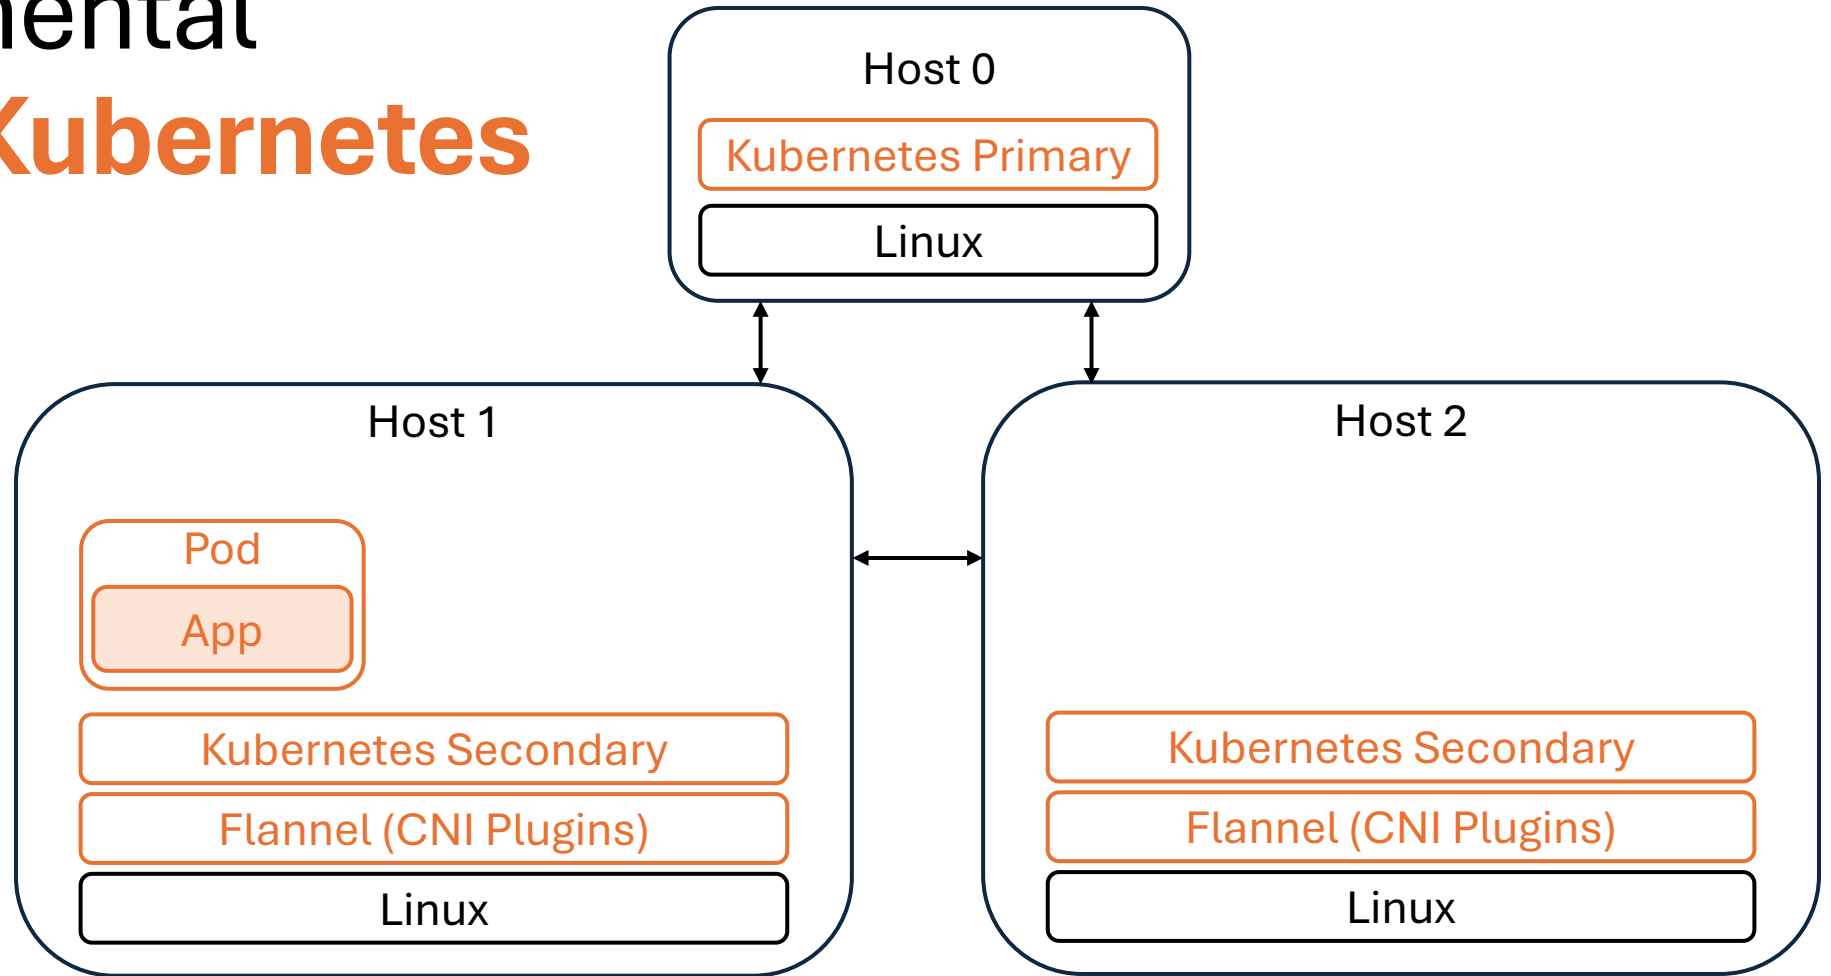 mental
Kubernetes
Host 0
Kubernetes Primary
Linux
Host 1
Pod
App
Kubernetes Secondary
Flannel (CNI Plugins)
Linux
Host 2
Kubernetes Secondary
Flannel (CNI Plugins)
Linux